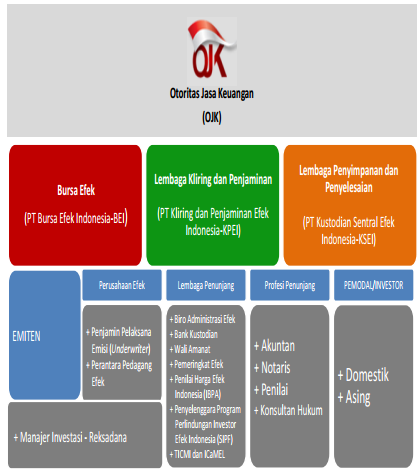 OJK
Otoritas Jasa Keuangan
(OJK)
Bursa Efek
(PT Bursa Efek Indonesia-BEI)
Lembaga Kliring dan Penjaminan
(PT Kliring dan Penjaminan Efek
Indonesia-KPEI)
Lembaga Penyimpanan dan
Penyelesaian
(PT Kustodian Sentral Efek
Indonesia-KSEI)
EMITEN
Perusahaan Efek
+ Penjamin Pelaksana
Emisi (Underwriter)
+ Perantara Pedagang
Efek
+ Manajer Investasi - Reksadana
Lembaga Penunjang
+ Biro Administrasi Efek
+ Bank Kustodian
+ Wali Amanat
+ Pemeringkat Efek
+ Penilai Harga Efek
Indonesia (IBPA)
+ Penyelenggara Program
Perlindungan Investor
Efek Indonesia (SIPF)
+ TICMI dan ICaMEL
Profesi Penunjang
+ Akuntan
+ Notaris
+ Penilai
+ Konsultan Hukum
PEMODAL/INVESTOR
+ Domestik
+ Asing